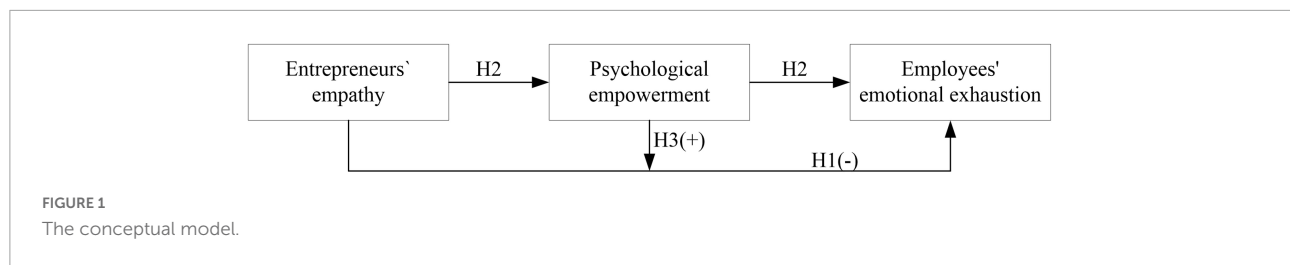 Entrepreneurs`
empathy
H2
Psychological
empowerment
H2
Employees'
emotional exhaustion
H3(+)
H1(-)
FIGURE 1
The conceptual model.